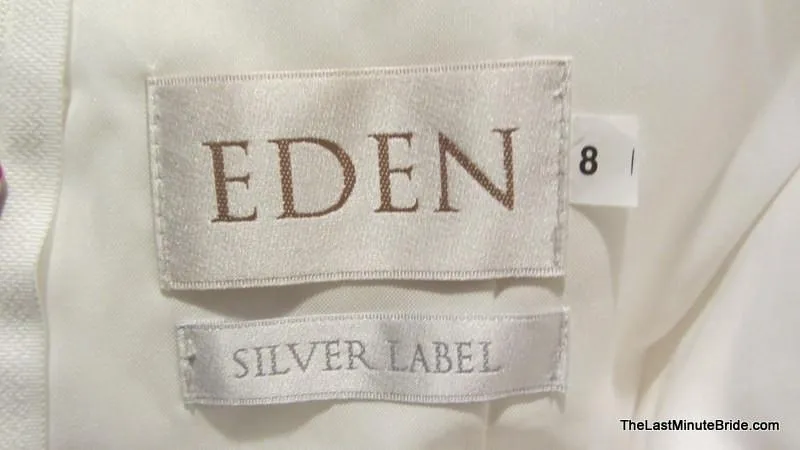 EDEN
8
SILVER LABEL
TheLastMinuteBride.com